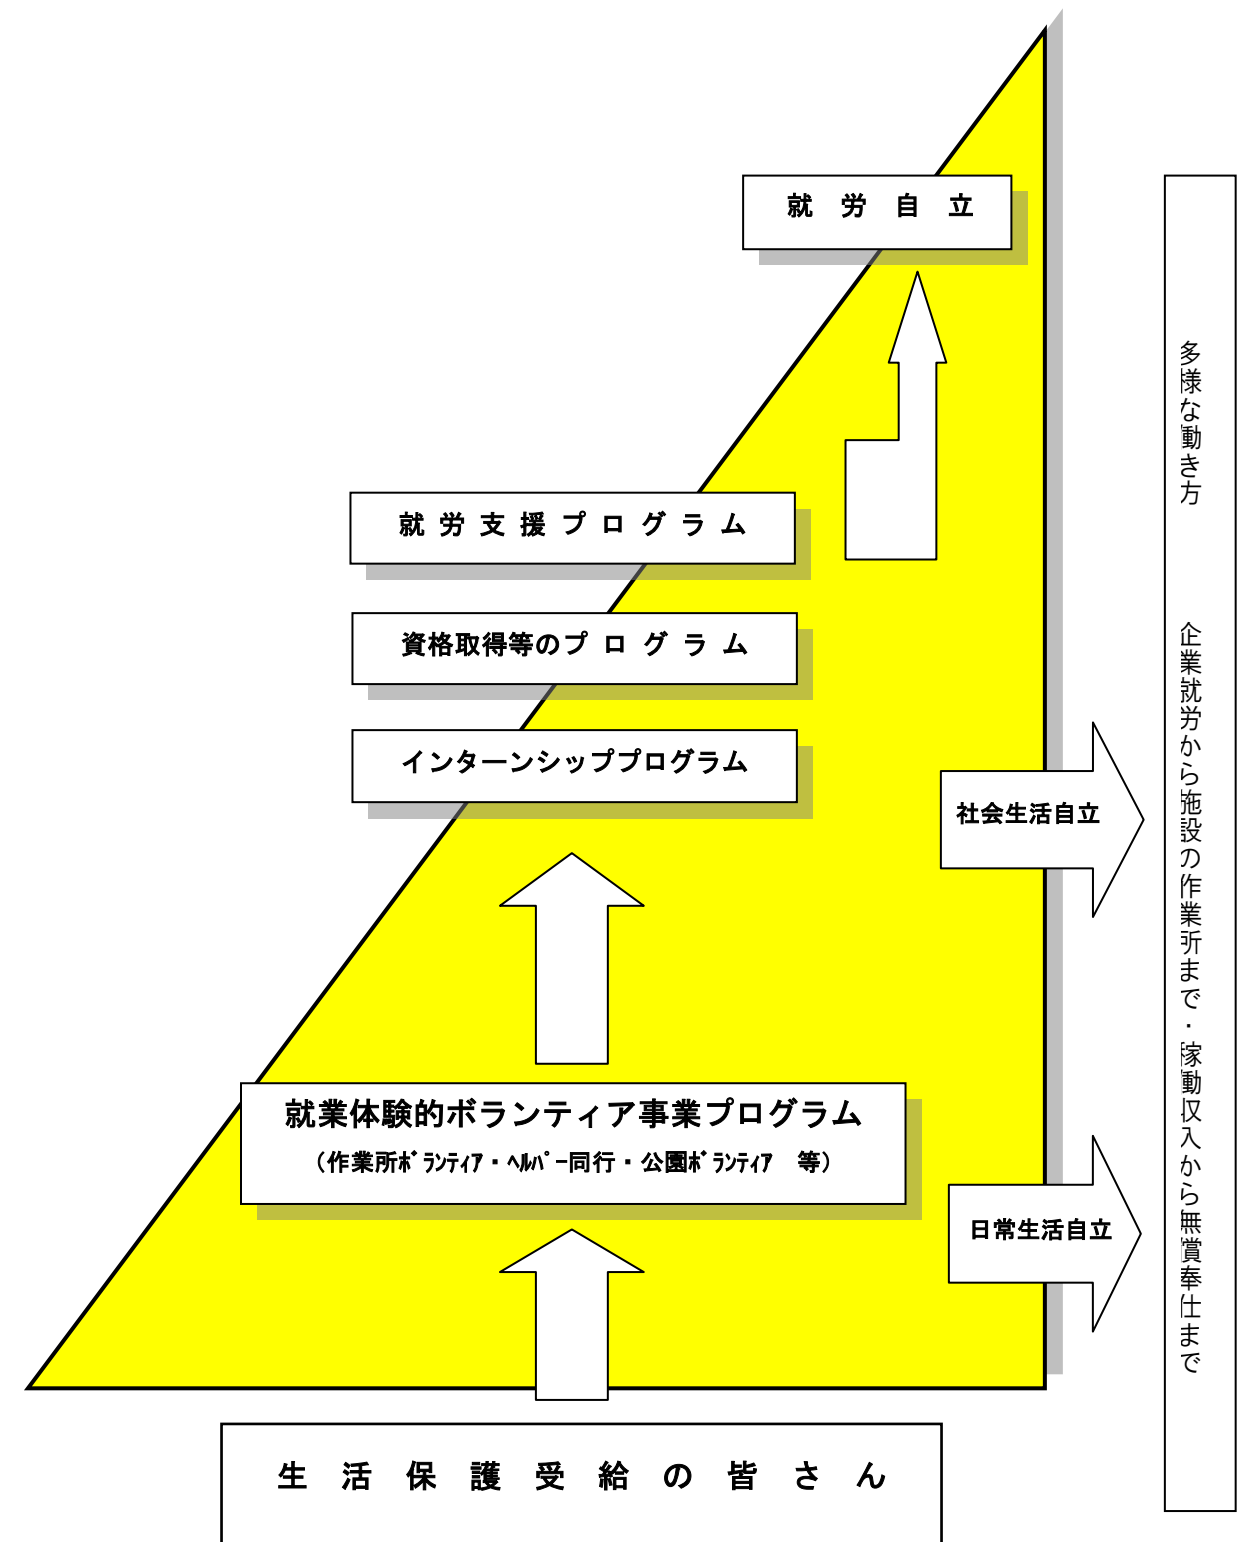 就労自立
就労支援プログラム
資格取得等のプログラム
インターンシッププログラム
社会生活自立
就業体験的ボランティア事業プログラム
（作業所ﾎﾞﾗﾝﾃｨｱ・ﾍﾙﾊﾟｰ同行・公園ﾎﾞﾗﾝﾃｨｱ　等）
日常生活自立
生活保護受給の皆さん
多様な働き方　　　企業就労から施設の作業所まで・稼働収入から無償奉仕まで